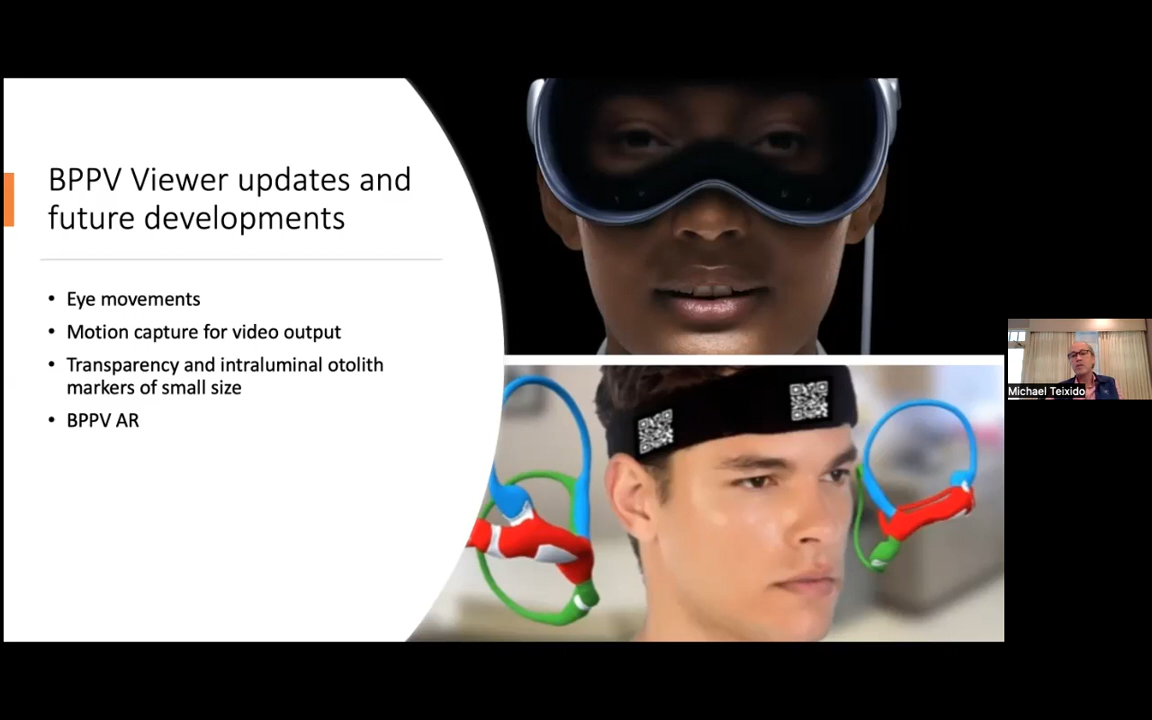 BPPV Viewer updates and
future developments
• Eye movements
• Motion capture for video output
• Transparency and intraluminal otolith
markers of small size
• BPPV AR
Michael Teixido